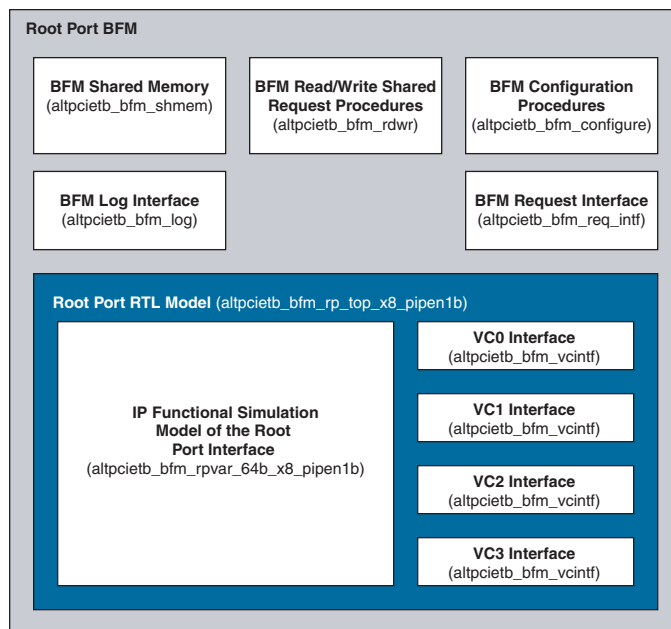 Root Port BFM
BFM Shared Memory
(altpcietb_bfm_shmem)
BFM Read/Write Shared
Request Procedures
(altpcietb_bfm_rdwr)
BFM Configuration
Procedures
(altpcietb_bfm_configure)
BFM Log Interface
(altpcietb_bfm_log)
BFM Request Interface
(altpcietb_bfm_req_intf)
Root Port RTL Model (altpcietb_bfm_rp_top_x8_pipen1b)
IP Functional Simulation
Model of the Root
Port Interface
(altpcietb_bfm_rpvar_64b_x8_pipen1b)
VC0 Interface
(altpcietb_bfm_vcintf)
VC1 Interface
(altpcietb_bfm_vcintf)
VC2 Interface
(altpcietb_bfm_vcintf)
VC3 Interface
(altpcietb_bfm_vcintf)